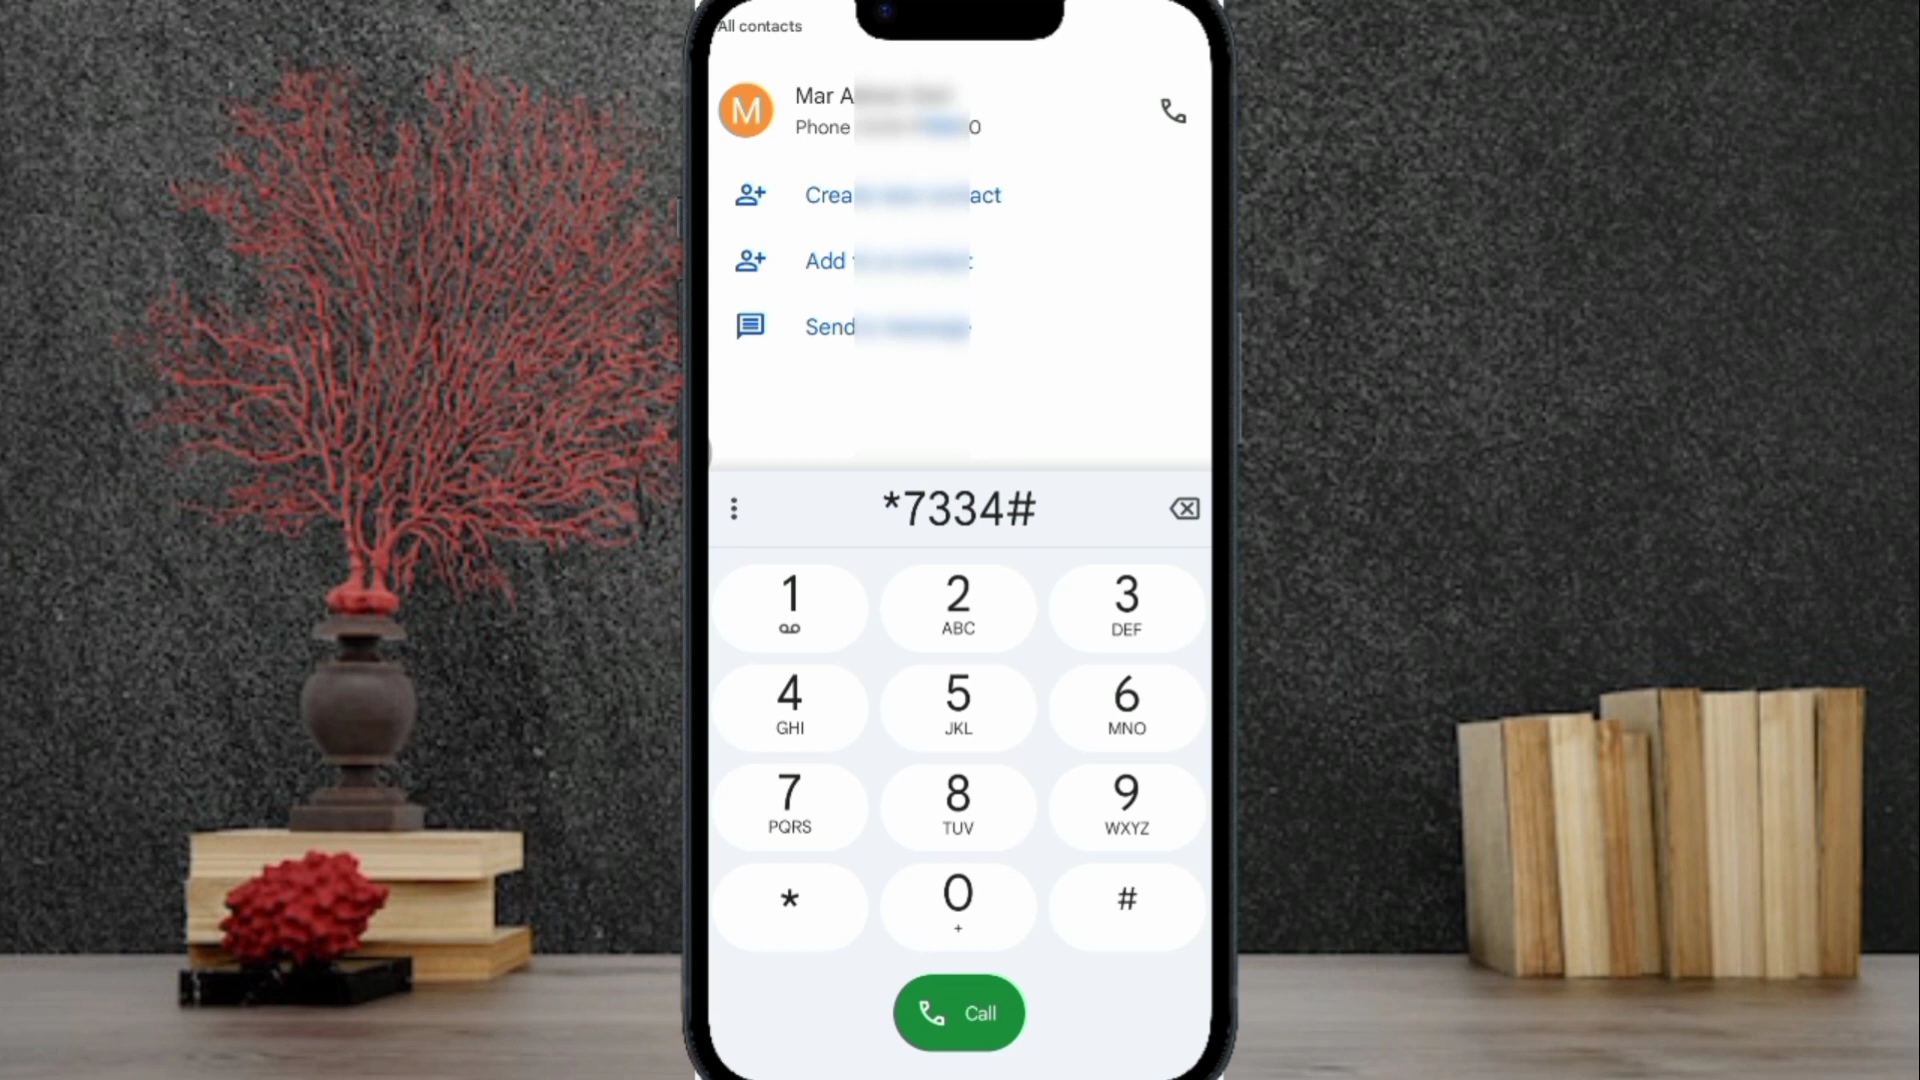 All contacts
M
Mar A
Phone 0
Crea act
Add
Send
*7334#
1
2
ABC
3
DEF
4
GHI
5
JKL
6
MNO
7
PQRS
8
TUV
9
WXYZ
*
0
+
#
Call